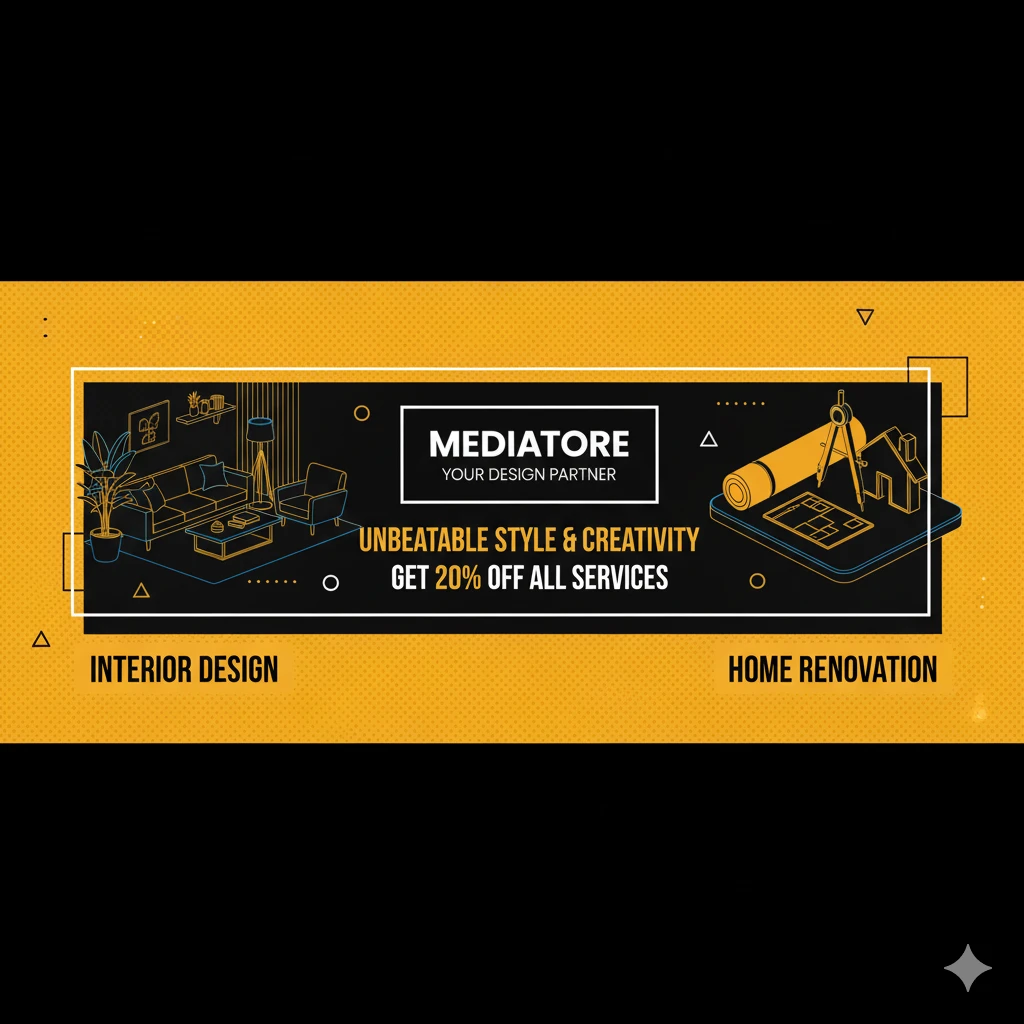 MEDIATORE
YOUR DESIGN PARTNER
UNBEATABLE STYLE & CREATIVITY
GET 20% OFF ALL SERVICES
INTERIOR DESIGN
HOME RENOVATION